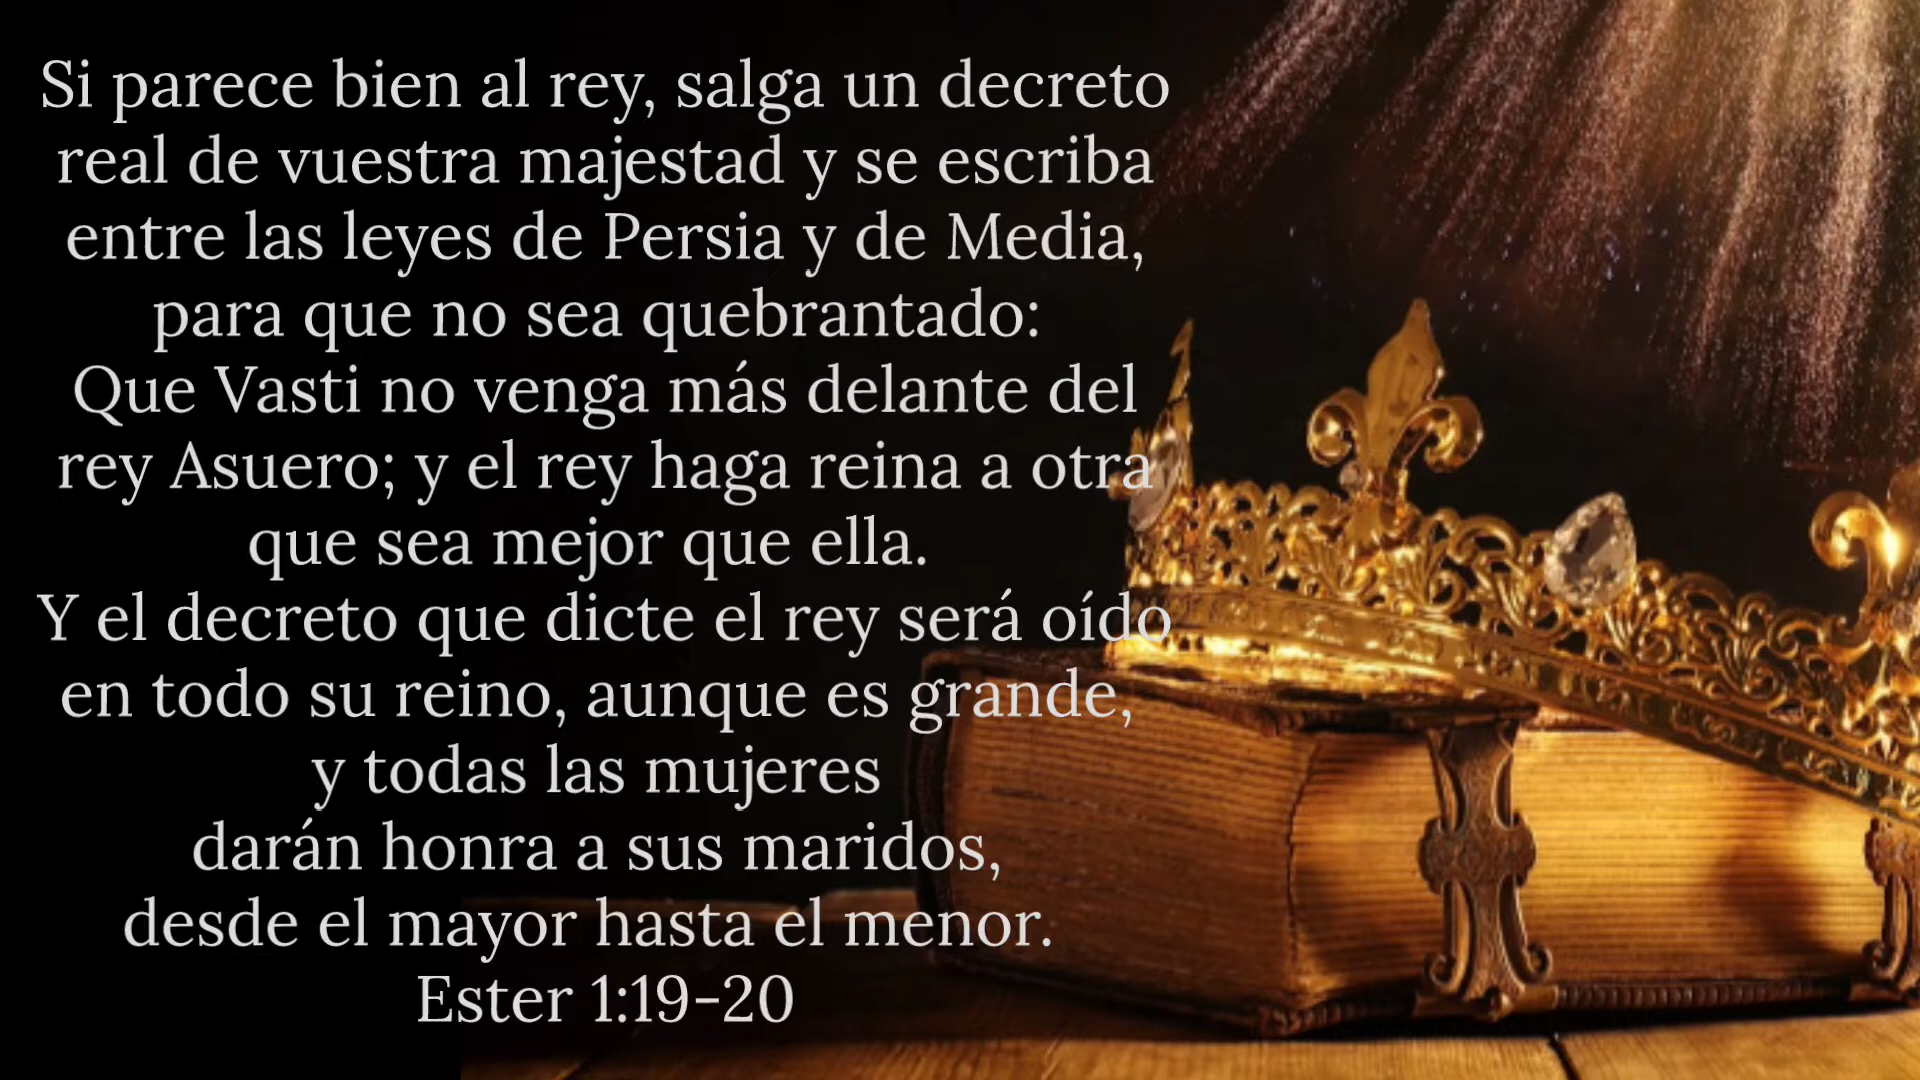 Si parece bien al rey, salga un decreto
real de vuestra majestad y se escriba
entre las leyes de Persia y de Media,
para que no sea quebrantado:
Que Vasti no venga más delante del
rey Asuero; y el rey haga reina a otra
que sea mejor que ella.
Y el decreto que dicte el rey será oído
en todo su reino, aunque es grande,
y todas las mujeres
darán honra a sus maridos,
desde el mayor hasta el menor.
Ester 1:19-20